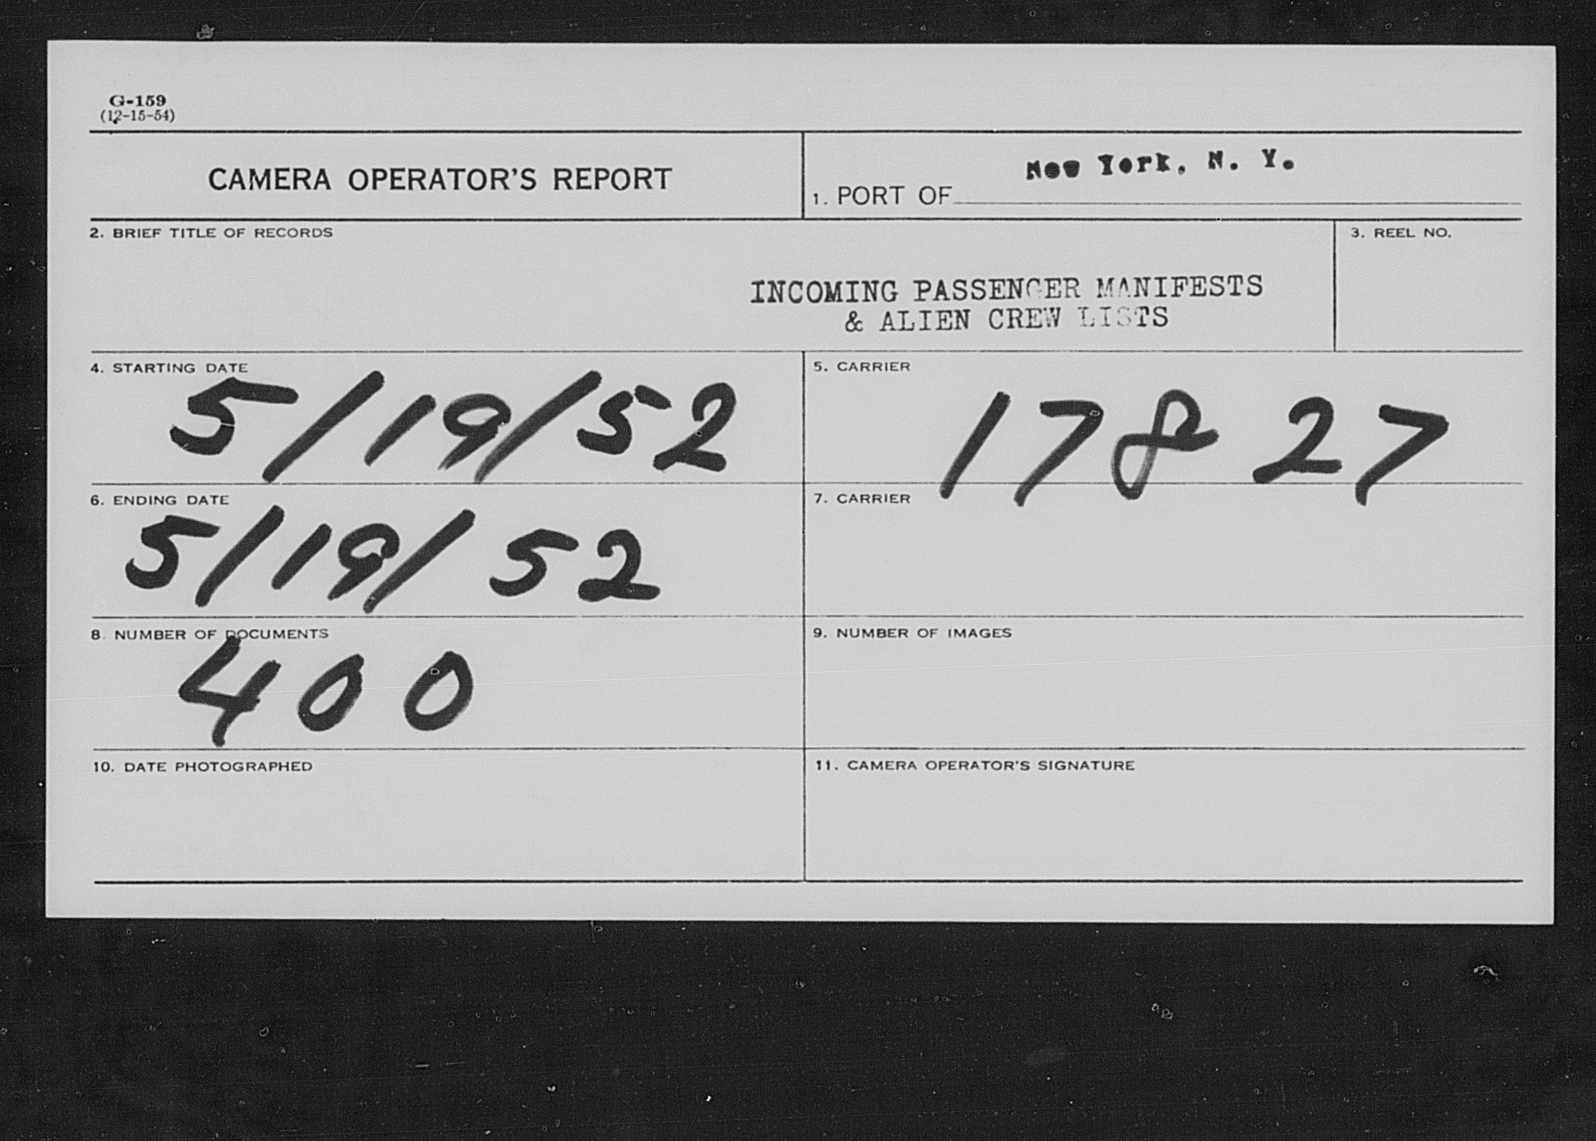 G-159
(12-15-54)
CAMERA OPERATOR'S REPORT
1. PORT OF New York, N. Y.
2. BRIEF TITLE OF RECORDS
3. REEL NO.
INCOMING PASSENGER MANIFESTS
& ALIEN CREW LISTS
4. STARTING DATE
5/19/52
5. CARRIER
17827
6. ENDING DATE
5/19/52
7. CARRIER
8. NUMBER OF DOCUMENTS
400
9. NUMBER OF IMAGES
10. DATE PHOTOGRAPHED
11. CAMERA OPERATOR'S SIGNATURE